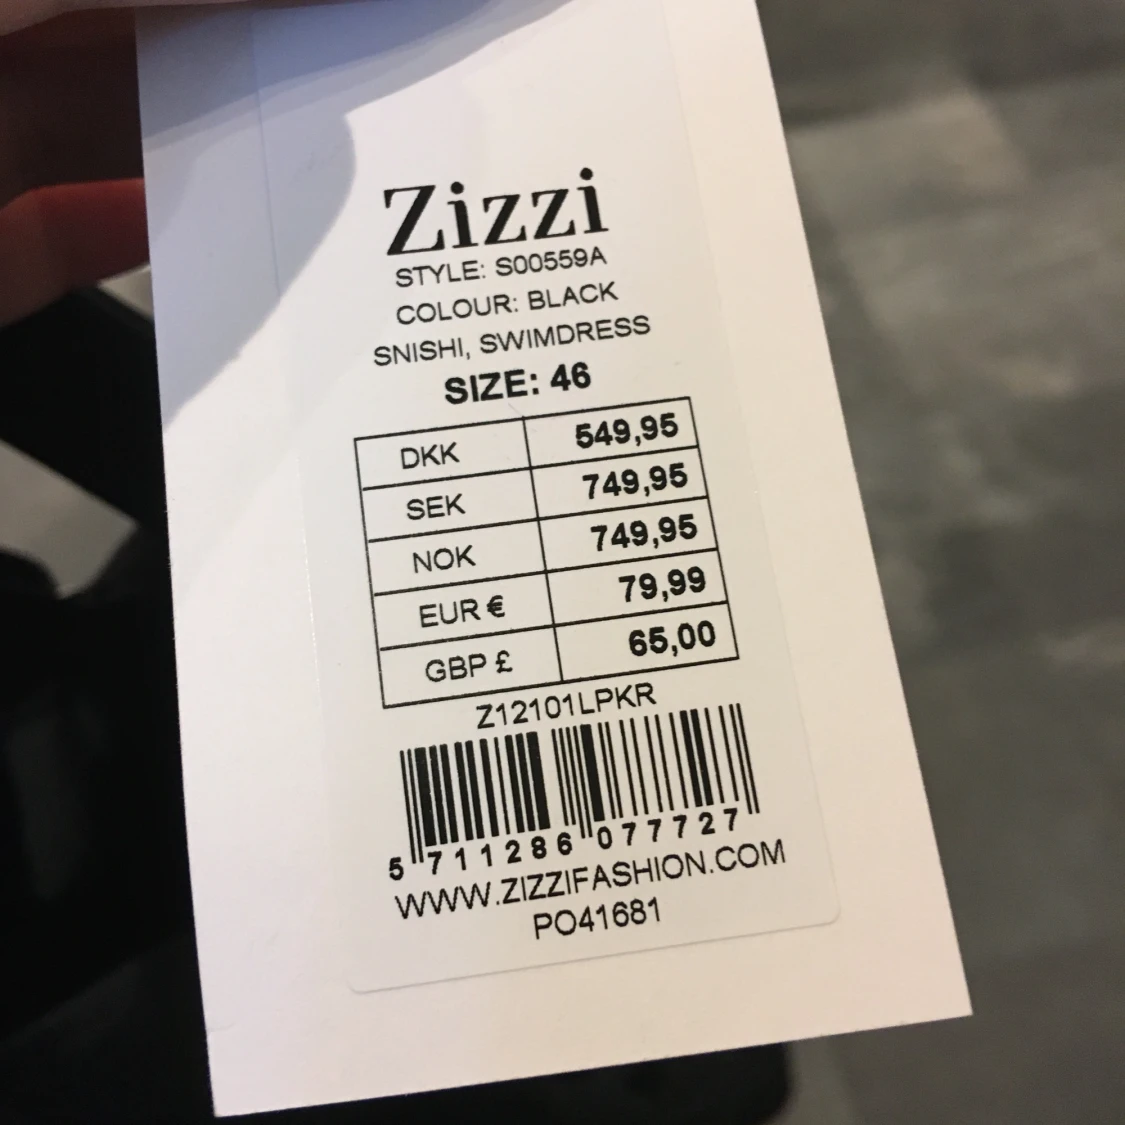 Zizzi
STYLE: S00559A
COLOUR: BLACK
SNISHI, SWIMDRESS
SIZE: 46
DKK 549,95
SEK 749,95
NOK 749,95
EUR € 79,99
GBP £ 65,00
Z12101LPKR
5 711286 077727
WWW.ZIZZIFASHION.COM
PO41681